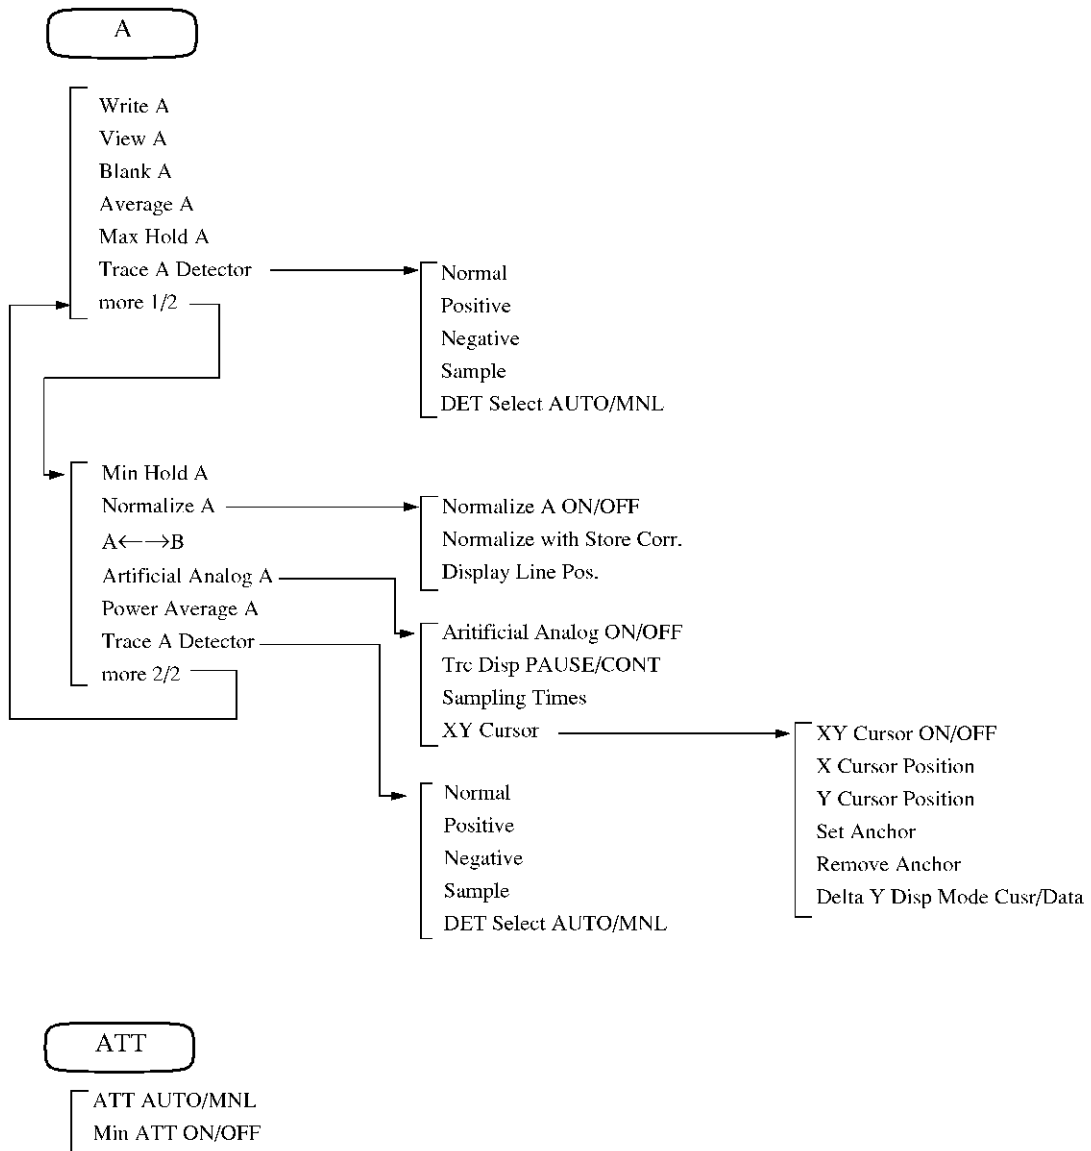 A
Write A
View A
Blank A
Average A
Max Hold A
Trace A Detector
more 1/2
Normal
Positive
Negative
Sample
DET Select AUTO/MNL
Min Hold A
Normalize A
A←→B
Artificial Analog A
Power Average A
Trace A Detector
more 2/2
Normalize A ON/OFF
Normalize with Store Corr.
Display Line Pos.
Aritificial Analog ON/OFF
Trc Disp PAUSE/CONT
Sampling Times
XY Cursor
XY Cursor ON/OFF
X Cursor Position
Y Cursor Position
Set Anchor
Remove Anchor
Delta Y Disp Mode Cusr/Data
Normal
Positive
Negative
Sample
DET Select AUTO/MNL
ATT
ATT AUTO/MNL
Min ATT ON/OFF